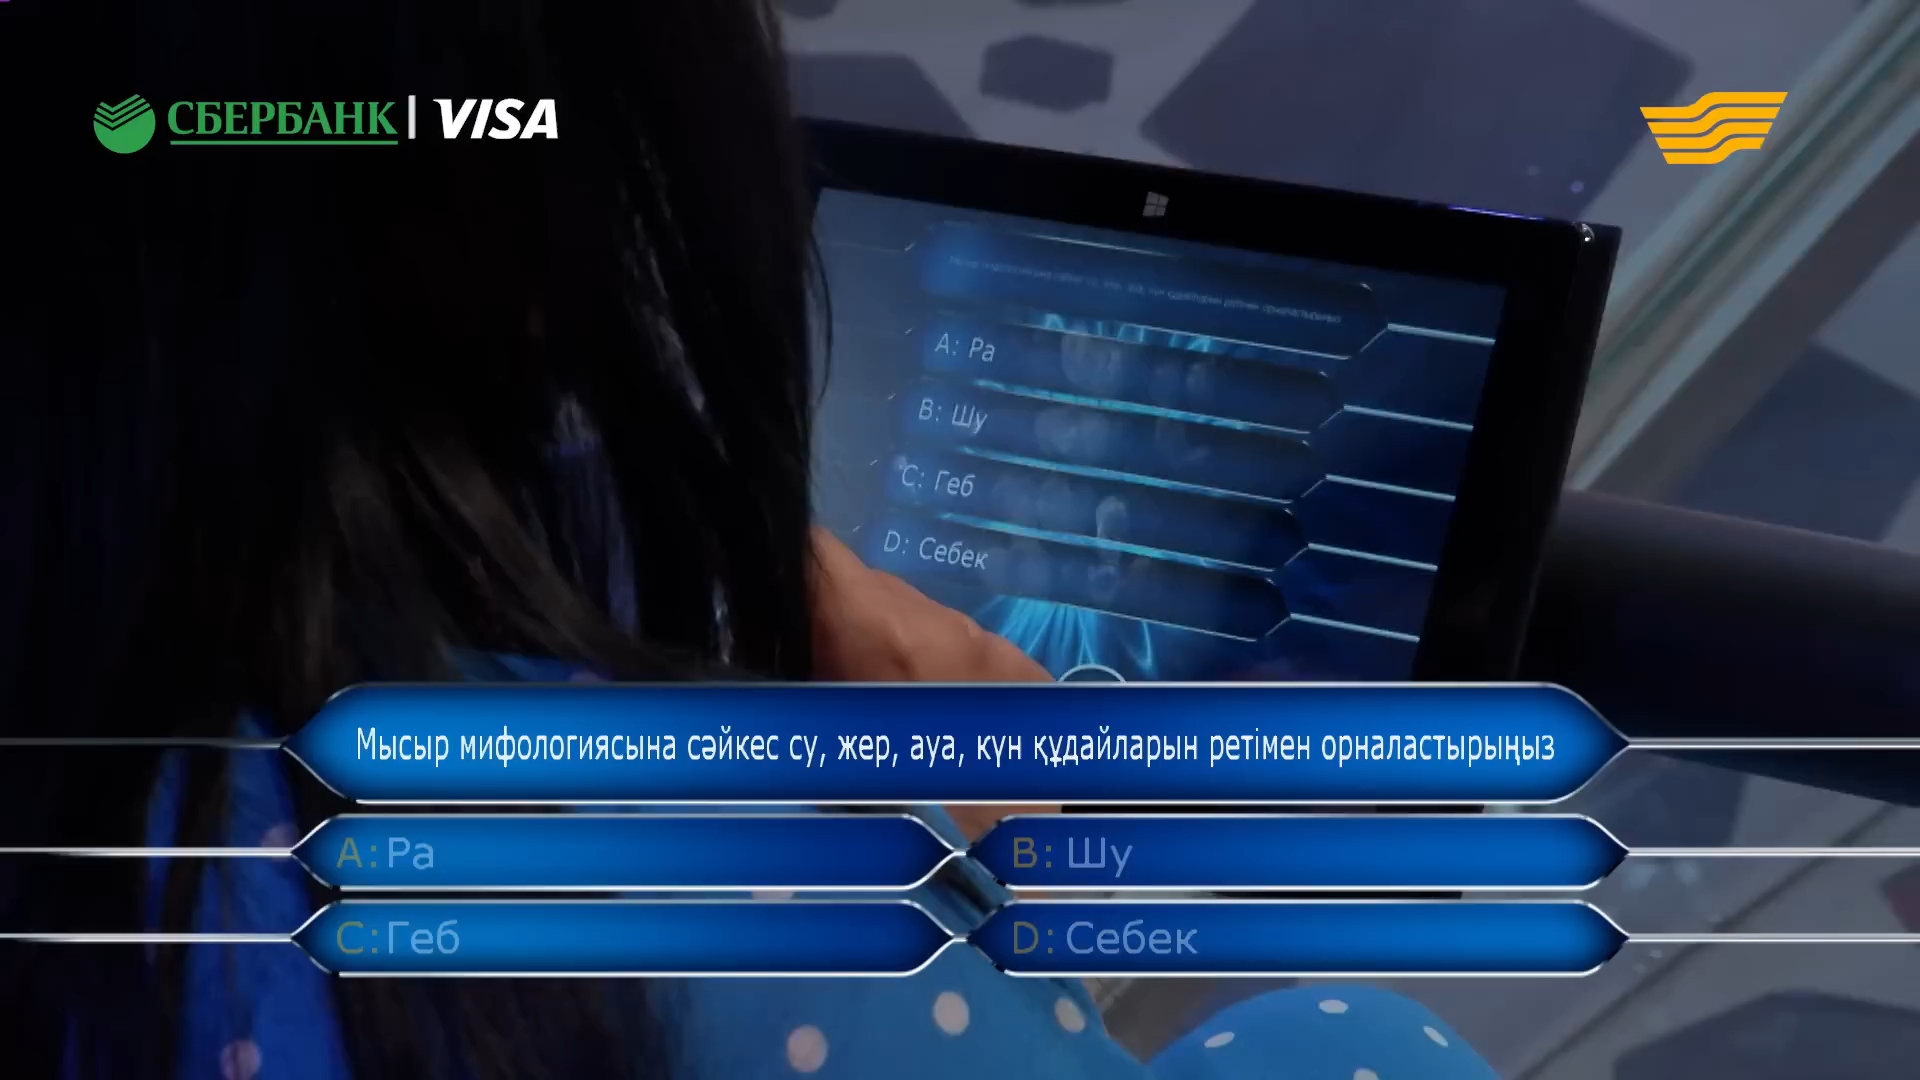 СБЕРБАНК | VISA
A: Ра
B: Шу
C: Геб
D: Себек
Мысыр мифологиясына сәйкес су, жер, ауа, күн құдайларын ретімен орналастырыңыз
A: Ра
B: Шу
C: Геб
D: Себек